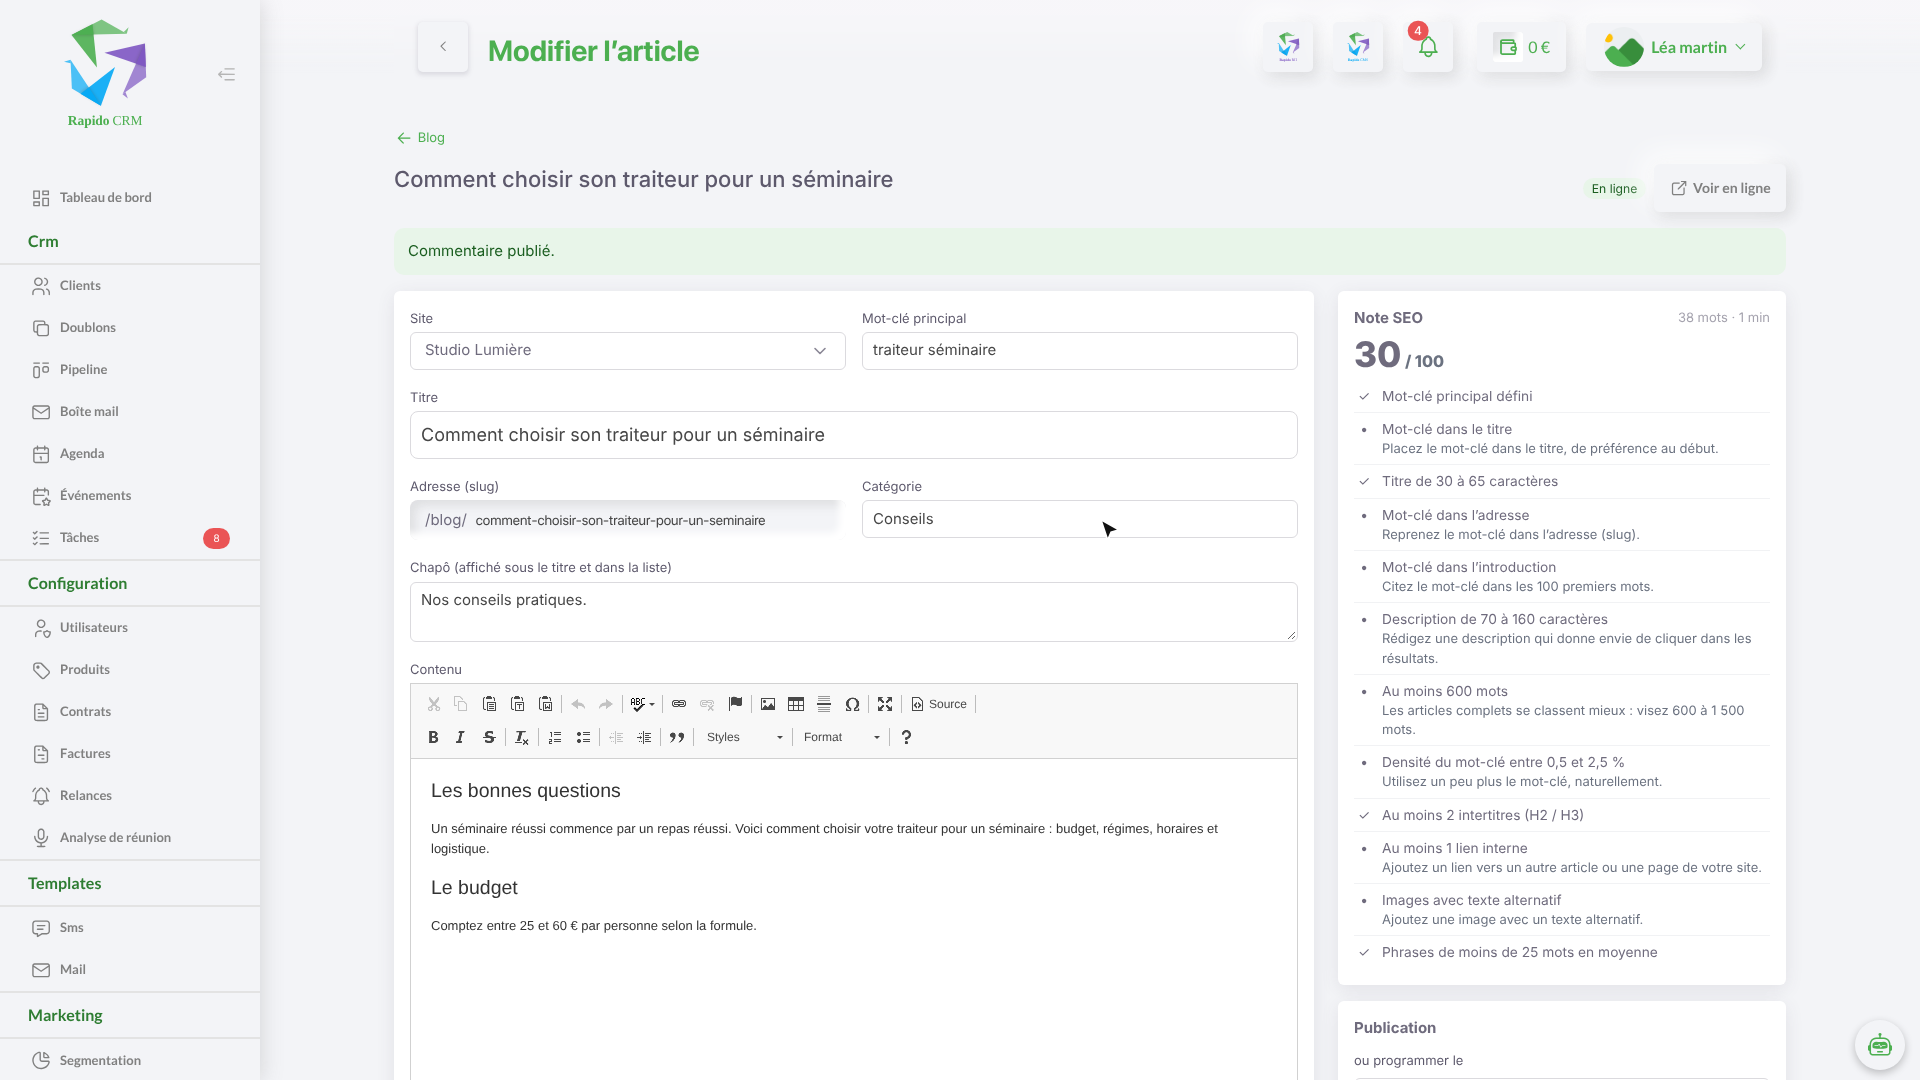 Rapido CRM
Tableau de bord
Crm
Clients
Doublons
Pipeline
Boîte mail
Agenda
Événements
Tâches
8
Configuration
Utilisateurs
Produits
Contrats
Factures
Relances
Analyse de réunion
Templates
Sms
Mail
Marketing
Segmentation
Modifier l’article
4
0 €
Léa martin
Blog
Comment choisir son traiteur pour un séminaire
En ligne
Voir en ligne
Commentaire publié.
Site
Studio Lumière
Mot-clé principal
traiteur séminaire
Titre
Comment choisir son traiteur pour un séminaire
Adresse (slug)
/blog/ comment-choisir-son-traiteur-pour-un-seminaire
Catégorie
Conseils
Chapô (affiché sous le titre et dans la liste)
Nos conseils pratiques.
Contenu
Source
Styles
Format
Les bonnes questions
Un séminaire réussi commence par un repas réussi. Voici comment choisir votre traiteur pour un séminaire : budget, régimes, horaires et
logistique.
Le budget
Comptez entre 25 et 60 € par personne selon la formule.
Note SEO
38 mots · 1 min
30 / 100
Mot-clé principal défini
Mot-clé dans le titre
Placez le mot-clé dans le titre, de préférence au début.
Titre de 30 à 65 caractères
Mot-clé dans l’adresse
Reprenez le mot-clé dans l’adresse (slug).
Mot-clé dans l’introduction
Citez le mot-clé dans les 100 premiers mots.
Description de 70 à 160 caractères
Rédigez une description qui donne envie de cliquer dans les
résultats.
Au moins 600 mots
Les articles complets se classent mieux : visez 600 à 1 500
mots.
Densité du mot-clé entre 0,5 et 2,5 %
Utilisez un peu plus le mot-clé, naturellement.
Au moins 2 intertitres (H2 / H3)
Au moins 1 lien interne
Ajoutez un lien vers un autre article ou une page de votre site.
Images avec texte alternatif
Ajoutez une image avec un texte alternatif.
Phrases de moins de 25 mots en moyenne
Publication
ou programmer le